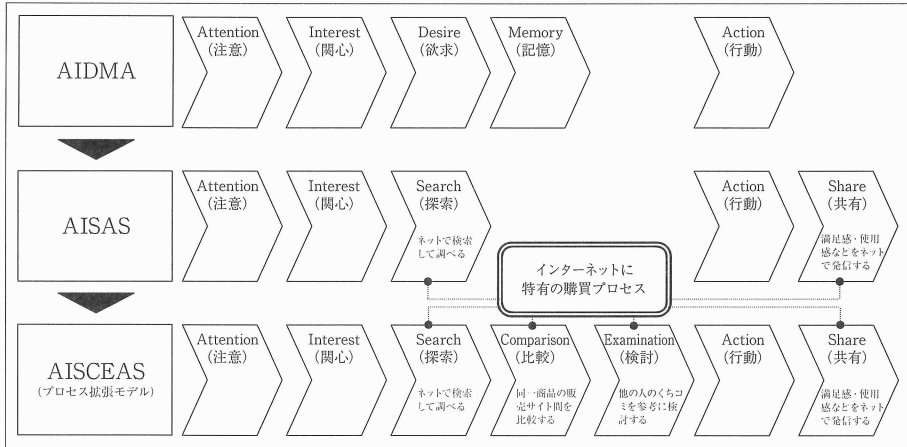 AIDMA
Attention
(注意)
Interest
(関心)
Desire
(欲求)
Memory
(記憶)
Action
(行動)
AISAS
Attention
(注意)
Interest
(関心)
Search
(探索)
ネットで検索
して調べる
Action
(行動)
Share
(共有)
満足感・使用
感などをネット
で発信する
インターネットに
特有の購買プロセス
AISCEAS
(プロセス拡張モデル)
Attention
(注意)
Interest
(関心)
Search
(探索)
ネットで検索
して調べる
Comparison
(比較)
同一商品の販
売サイト間を
比較する
Examination
(検討)
他の人のくちコ
ミを参考に検
討する
Action
(行動)
Share
(共有)
満足感・使用
感などをネット
で発信する